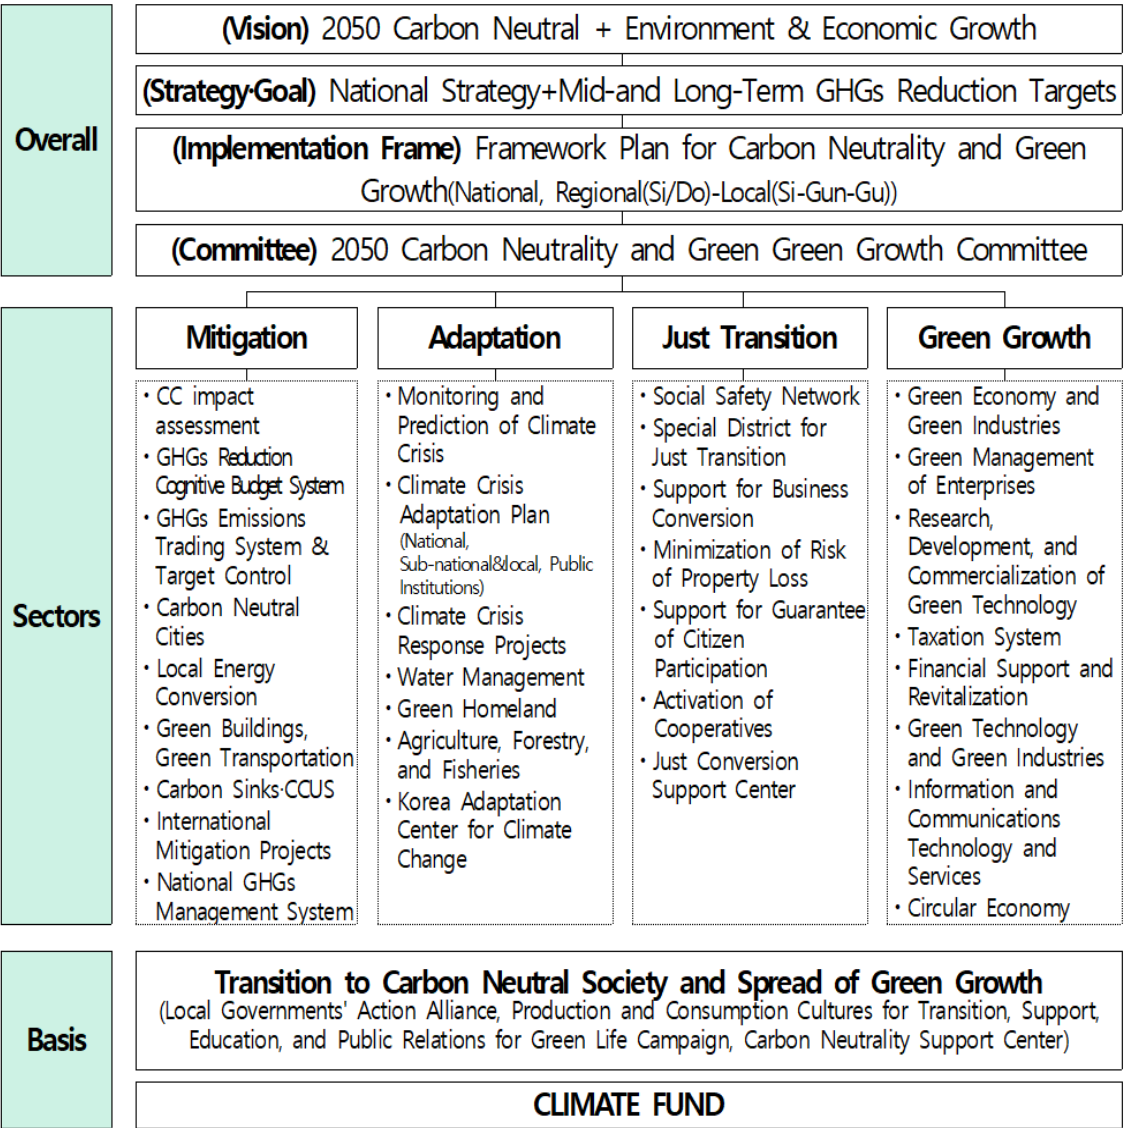 Overall
(Vision) 2050 Carbon Neutral + Environment & Economic Growth
(Strategy·Goal) National Strategy+Mid-and Long-Term GHGs Reduction Targets
(Implementation Frame) Framework Plan for Carbon Neutrality and Green
Growth(National, Regional(Si/Do)-Local(Si-Gun-Gu))
(Committee) 2050 Carbon Neutrality and Green Green Growth Committee
Sectors
Mitigation
· CC impact
assessment
· GHGs Reduction
Cognitive Budget System
· GHGs Emissions
Trading System &
Target Control
· Carbon Neutral
Cities
· Local Energy
Conversion
· Green Buildings,
Green Transportation
· Carbon Sinks·CCUS
· International
Mitigation Projects
· National GHGs
Management System
Adaptation
· Monitoring and
Prediction of Climate
Crisis
· Climate Crisis
Adaptation Plan
(National,
Sub-national&local, Public
Institutions)
· Climate Crisis
Response Projects
· Water Management
· Green Homeland
· Agriculture, Forestry,
and Fisheries
· Korea Adaptation
Center for Climate
Change
Just Transition
· Social Safety Network
· Special District for
Just Transition
· Support for Business
Conversion
· Minimization of Risk
of Property Loss
· Support for Guarantee
of Citizen
Participation
· Activation of
Cooperatives
· Just Conversion
Support Center
Green Growth
· Green Economy and
Green Industries
· Green Management
of Enterprises
· Research,
Development, and
Commercialization of
Green Technology
· Taxation System
· Financial Support and
Revitalization
· Green Technology
and Green Industries
· Information and
Communications
Technology and
Services
· Circular Economy
Basis
Transition to Carbon Neutral Society and Spread of Green Growth
(Local Governments' Action Alliance, Production and Consumption Cultures for Transition, Support,
Education, and Public Relations for Green Life Campaign, Carbon Neutrality Support Center)
CLIMATE FUND